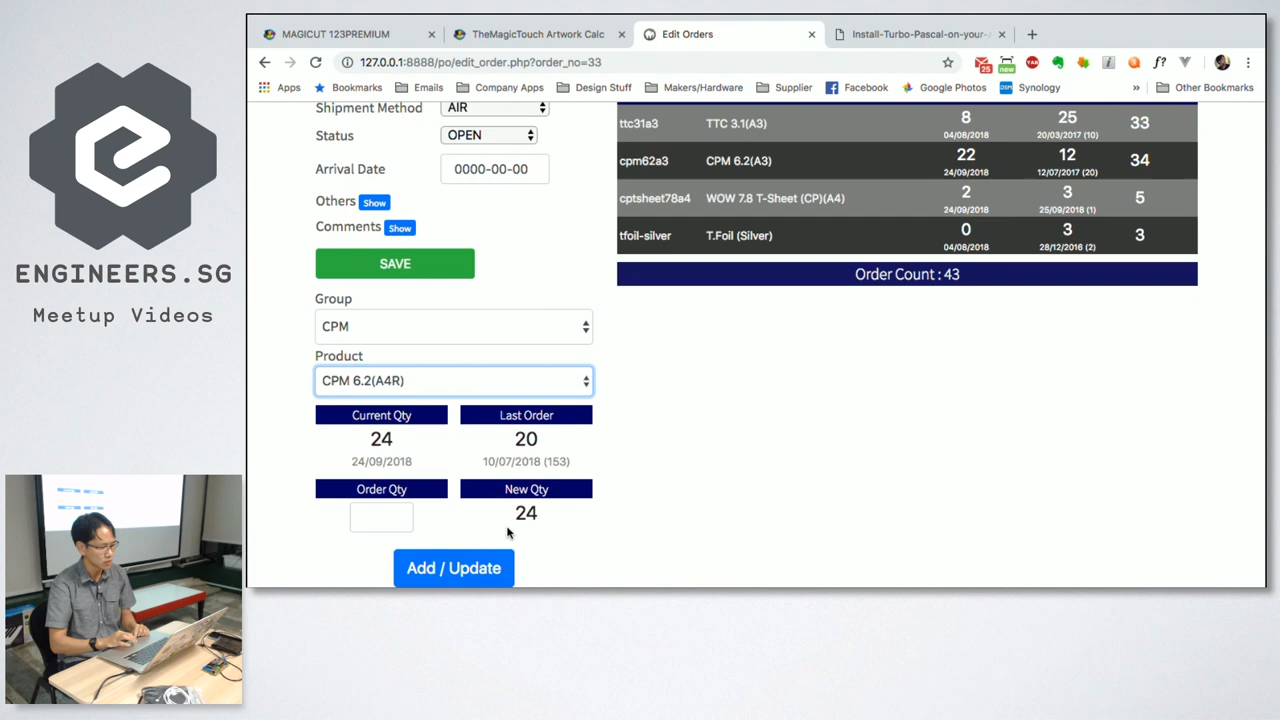 ENGINEERS.SG
Meetup Videos
MAGICUT 123PREMIUM
TheMagicTouch Artwork Calc
Edit Orders
Install-Turbo-Pascal-on-your-
127.0.0.1:8888/po/edit_order.php?order_no=33
25
new
YAB
i
f?
Apps
Bookmarks
Emails
Company Apps
Design Stuff
Makers/Hardware
Supplier
Facebook
Google Photos
DSM
Synology
»
Other Bookmarks
Shipment Method AIR
Status OPEN
Arrival Date 0000-00-00
Others Show
Comments Show
SAVE
Group
CPM
Product
CPM 6.2(A4R)
Current Qty Last Order
24 20
24/09/2018 10/07/2018 (153)
Order Qty New Qty
24
Add / Update
ttc31a3 TTC 3.1(A3) 8 25 33
04/08/2018 20/03/2017 (10)
cpm62a3 CPM 6.2(A3) 22 12 34
24/09/2018 12/07/2017 (20)
cptsheet78a4 WOW 7.8 T-Sheet (CP)(A4) 2 3 5
24/09/2018 25/09/2018 (1)
tfoil-silver T.Foil (Silver) 0 3 3
04/08/2018 28/12/2016 (2)
Order Count : 43